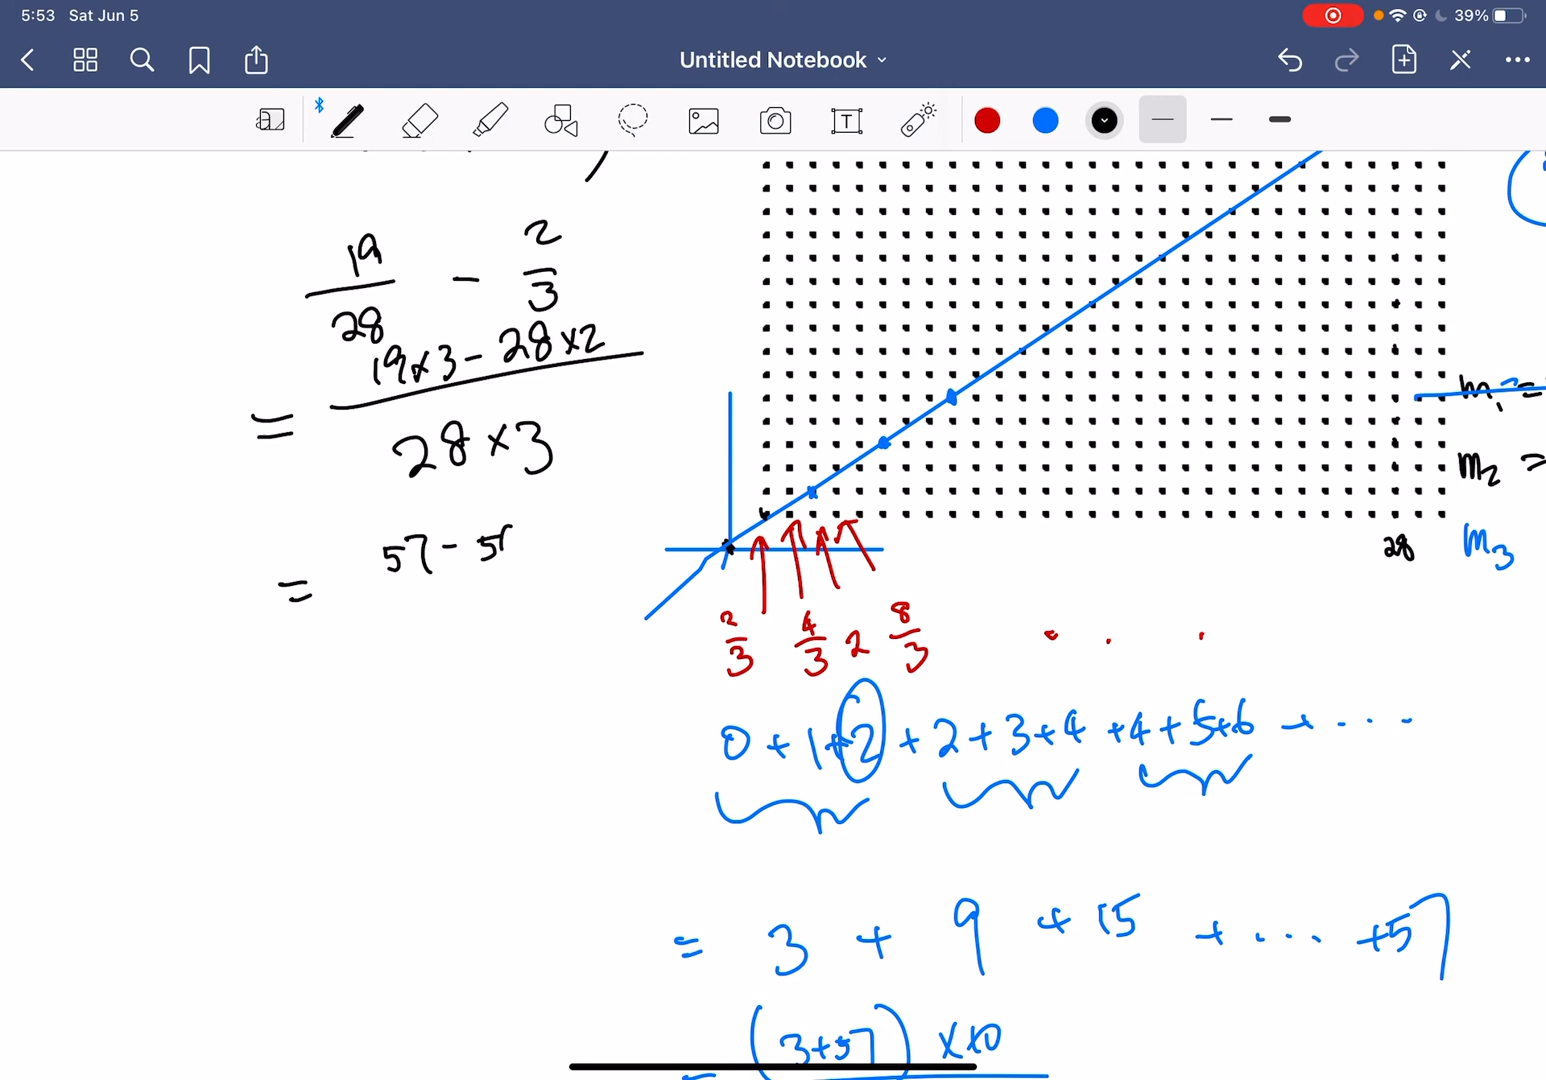 5:53 Sat Jun 5
39%
Untitled Notebook
T
19/28 - 2/3
= (19×3 - 28×2)/(28×3)
= 57 - 5
m₂ =
28
m₃
2/3 4/3 2 8/3 . . .
0 + 1 + 2 + 2 + 3 + 4 + 4 + 5 + 6 + ....
= 3 + 9 + 15 + ... + 57
= (3+57) × 10